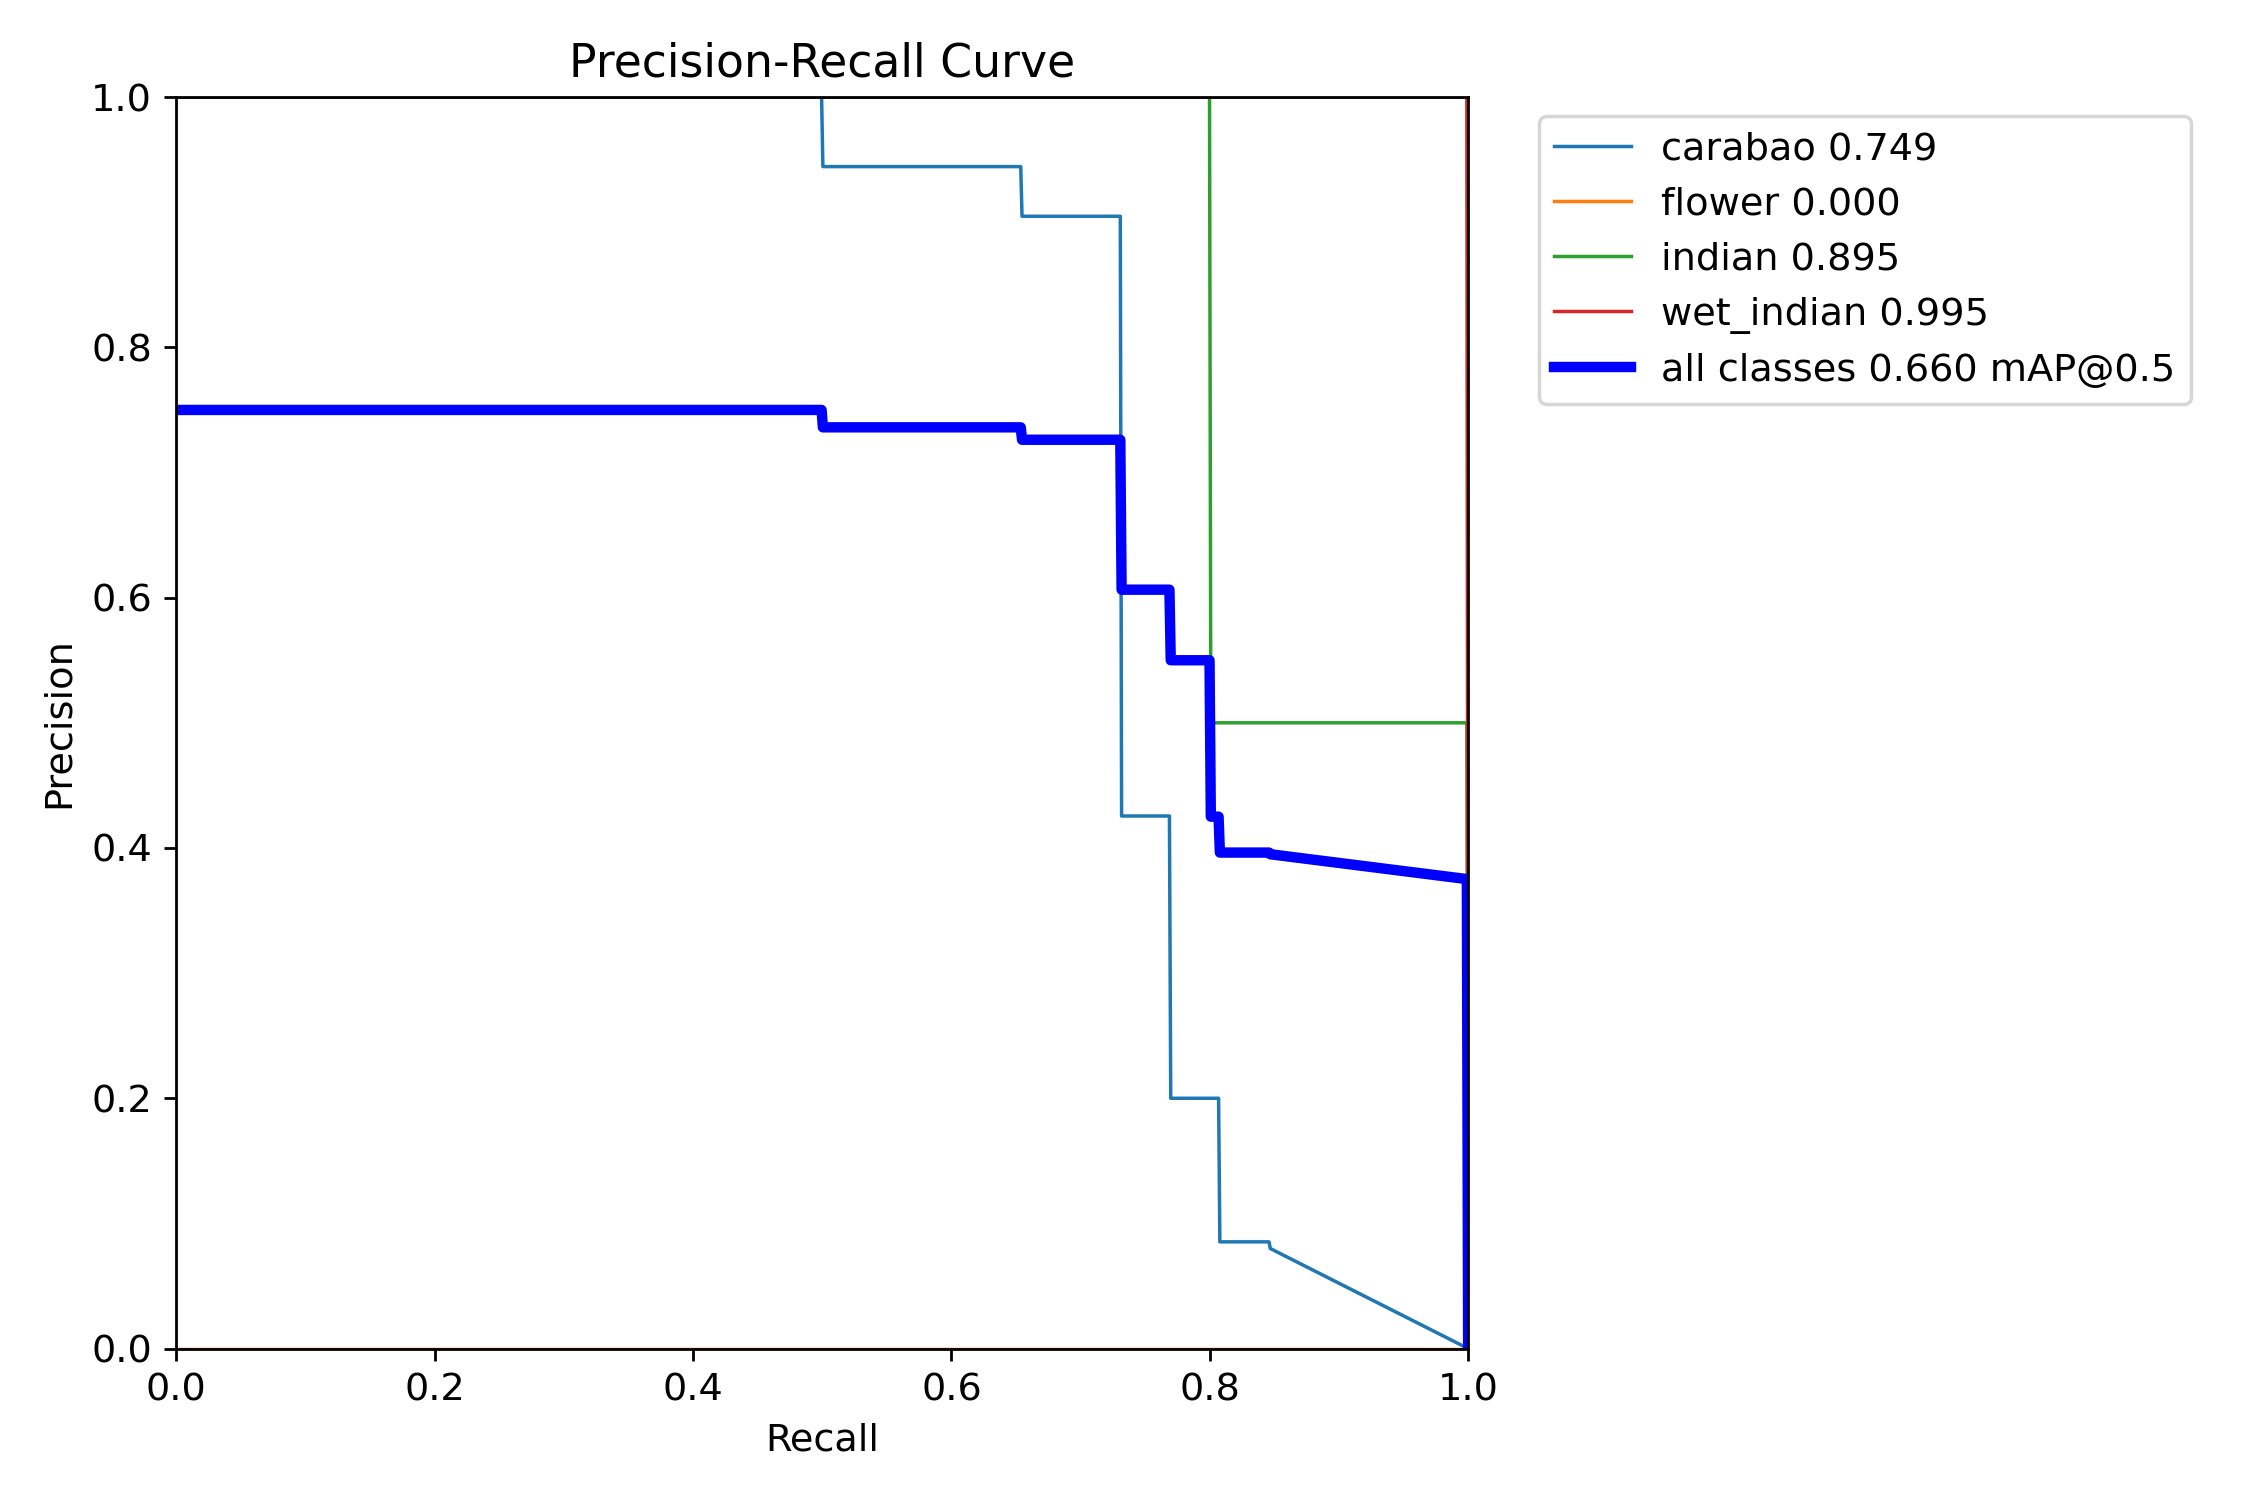 Precision-Recall Curve
1.0
0.8
0.6
0.4
0.2
0.0
Precision
0.0 0.2 0.4 0.6 0.8 1.0
Recall
carabao 0.749
flower 0.000
indian 0.895
wet_indian 0.995
all classes 0.660 mAP@0.5